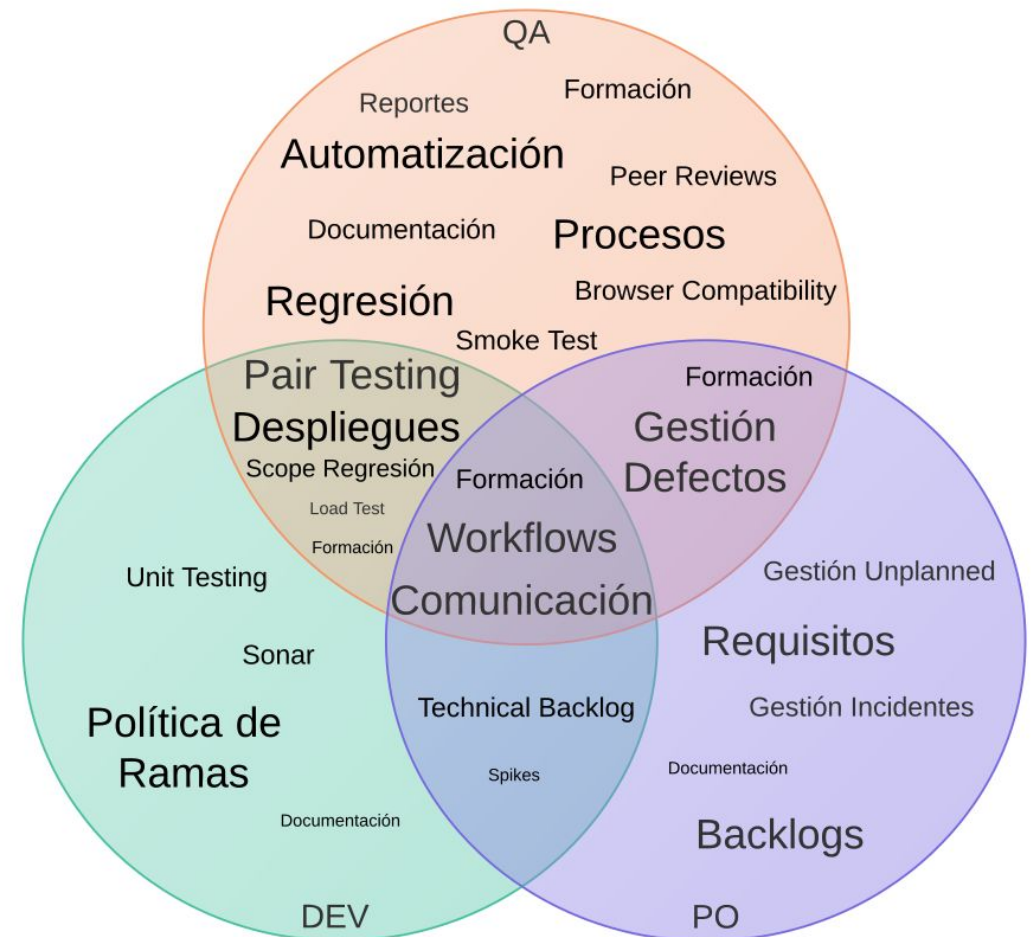 QA
Formación
Reportes
Automatización
Peer Reviews
Documentación
Procesos
Browser Compatibility
Regresión
Smoke Test
Pair Testing
Formación
Despliegues
Gestión
Defectos
Scope Regresión
Formación
Load Test
Workflows
Formación
Comunicación
Unit Testing
Gestión Unplanned
Sonar
Requisitos
Política de
Ramas
Technical Backlog
Gestión Incidentes
Spikes
Documentación
Documentación
Backlogs
DEV
PO